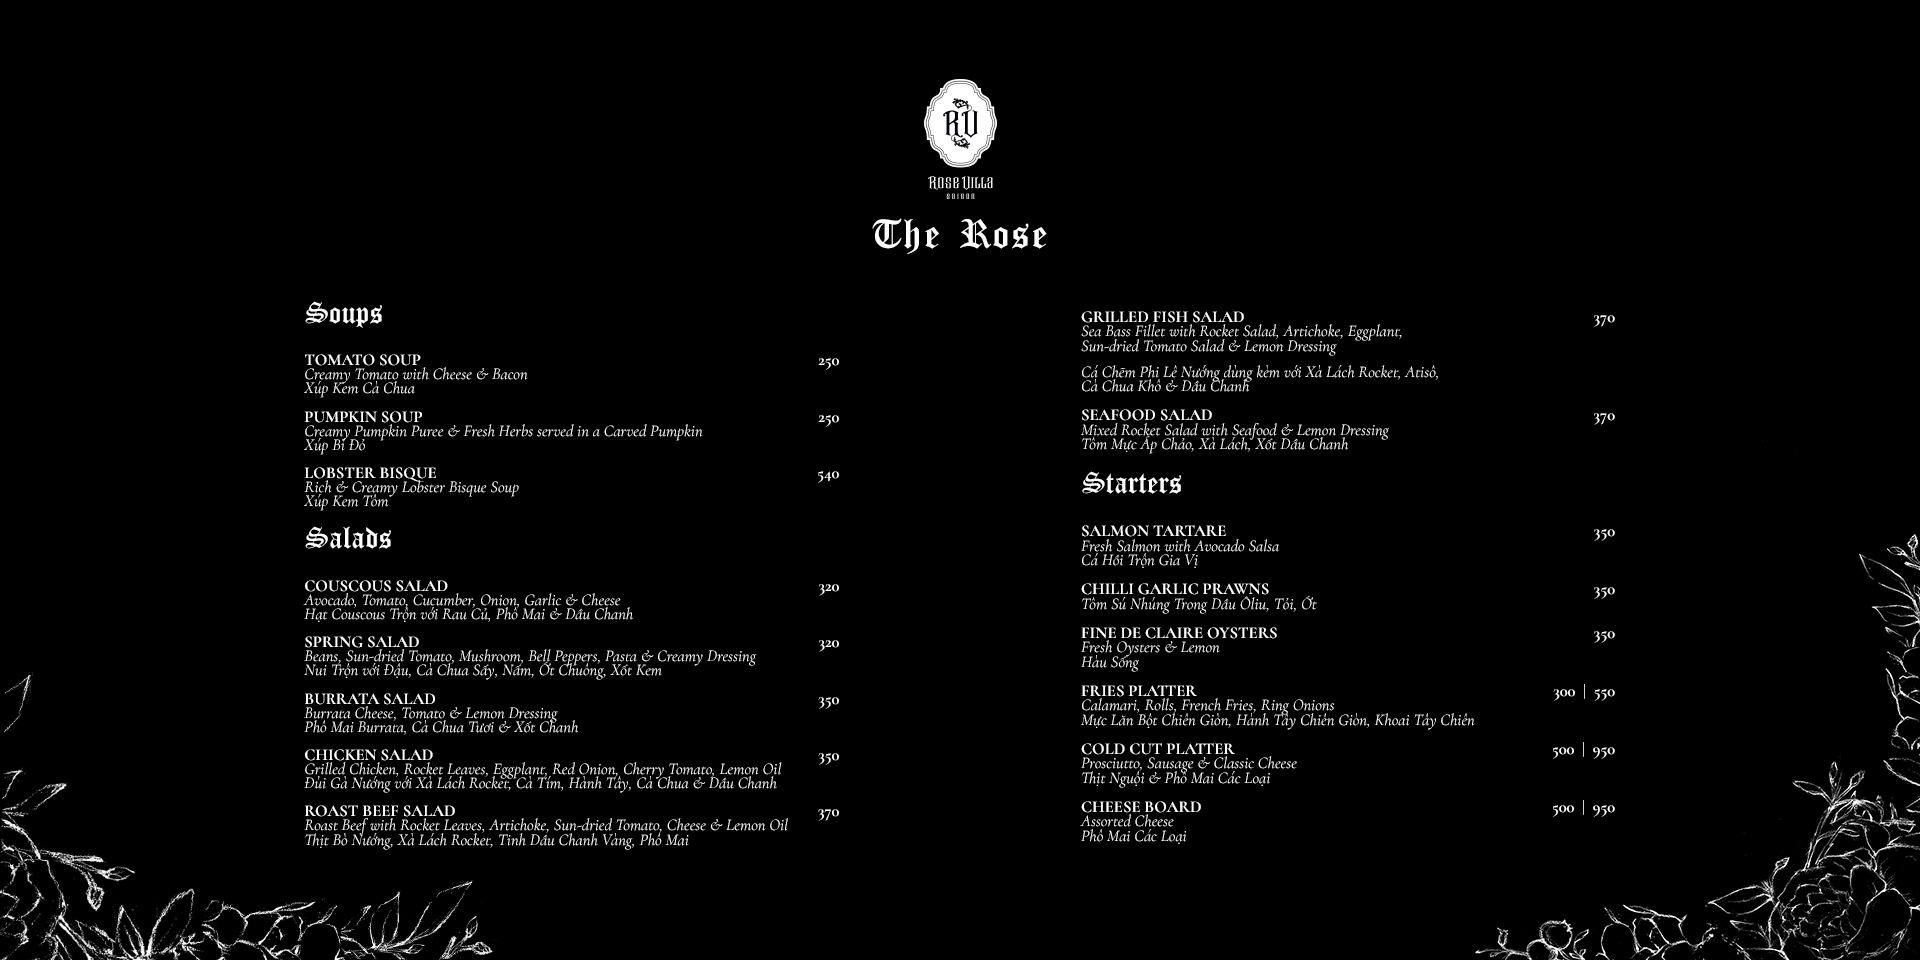 RV
ROSE VILLA
SAIGON
The Rose
Soups
TOMATO SOUP 250
Creamy Tomato with Cheese & Bacon
Xúp Kem Cà Chua
PUMPKIN SOUP 250
Creamy Pumpkin Puree & Fresh Herbs served in a Carved Pumpkin
Xúp Bí Đỏ
LOBSTER BISQUE 540
Rich & Creamy Lobster Bisque Soup
Xúp Kem Tôm
Salads
COUSCOUS SALAD 320
Avocado, Tomato, Cucumber, Onion, Garlic & Cheese
Hạt Couscous Trộn với Rau Củ, Phô Mai & Dầu Chanh
SPRING SALAD 320
Beans, Sun-dried Tomato, Mushroom, Bell Peppers, Pasta & Creamy Dressing
Nui Trộn với Đậu, Cà Chua Sấy, Nấm, Ớt Chuông, Xốt Kem
BURRATA SALAD 350
Burrata Cheese, Tomato & Lemon Dressing
Phô Mai Burrata, Cà Chua Tươi & Xốt Chanh
CHICKEN SALAD 350
Grilled Chicken, Rocket Leaves, Eggplant, Red Onion, Cherry Tomato, Lemon Oil
Đùi Gà Nướng với Xà Lách Rocket, Cà Tím, Hành Tây, Cà Chua & Dầu Chanh
ROAST BEEF SALAD 370
Roast Beef with Rocket Leaves, Artichoke, Sun-dried Tomato, Cheese & Lemon Oil
Thịt Bò Nướng, Xà Lách Rocket, Tinh Dầu Chanh Vàng, Phô Mai
GRILLED FISH SALAD 370
Sea Bass Fillet with Rocket Salad, Artichoke, Eggplant,
Sun-dried Tomato Salad & Lemon Dressing
Cá Chẽm Phi Lê Nướng dùng kèm với Xà Lách Rocket, Atisô,
Cà Chua Khô & Dầu Chanh
SEAFOOD SALAD 370
Mixed Rocket Salad with Seafood & Lemon Dressing
Tôm Mực Áp Chảo, Xà Lách, Xốt Dầu Chanh
Starters
SALMON TARTARE 350
Fresh Salmon with Avocado Salsa
Cá Hồi Trộn Gia Vị
CHILLI GARLIC PRAWNS 350
Tôm Sú Nhúng Trong Dầu Ôliu, Tỏi, Ớt
FINE DE CLAIRE OYSTERS 350
Fresh Oysters & Lemon
Hàu Sống
FRIES PLATTER 300 | 550
Calamari, Rolls, French Fries, Ring Onions
Mực Lăn Bột Chiên Giòn, Hành Tây Chiên Giòn, Khoai Tây Chiên
COLD CUT PLATTER 500 | 950
Prosciutto, Sausage & Classic Cheese
Thịt Nguội & Phô Mai Các Loại
CHEESE BOARD 500 | 950
Assorted Cheese
Phô Mai Các Loại